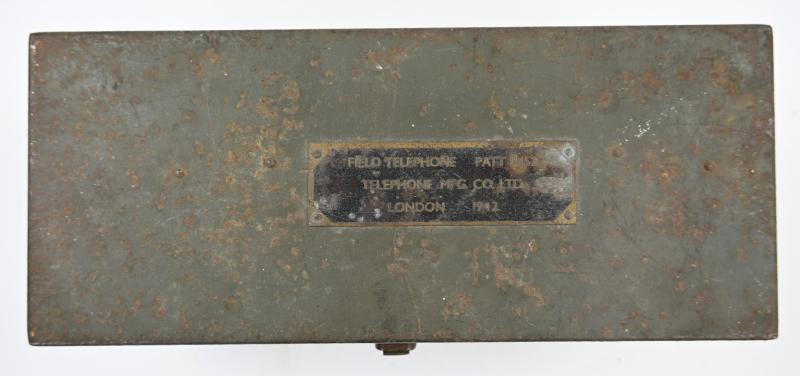 FIELD TELEPHONE PATT
TELEPHONE MFG. CO. LTD.
LONDON 1942